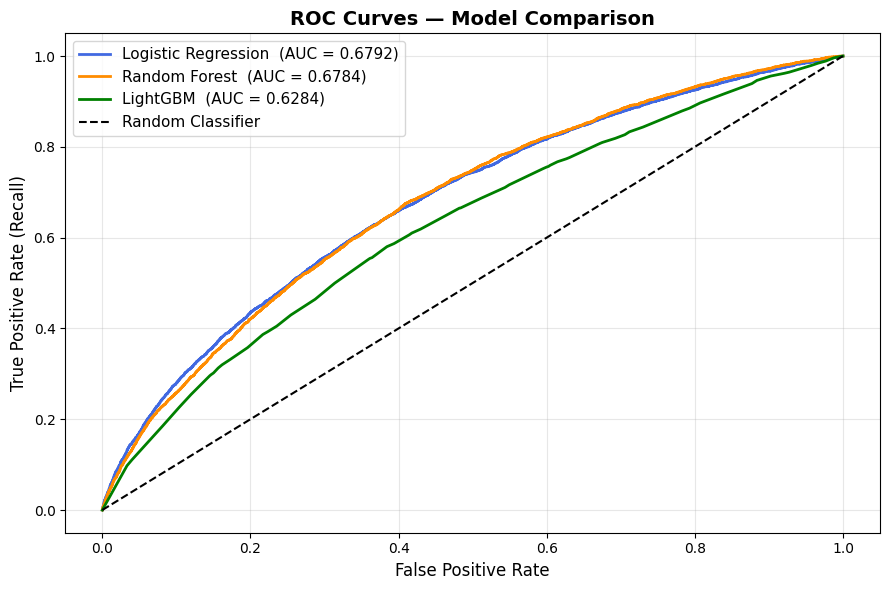 ROC Curves — Model Comparison
Logistic Regression (AUC = 0.6792)
Random Forest (AUC = 0.6784)
LightGBM (AUC = 0.6284)
Random Classifier
True Positive Rate (Recall)
1.0
0.8
0.6
0.4
0.2
0.0
0.0 0.2 0.4 0.6 0.8 1.0
False Positive Rate